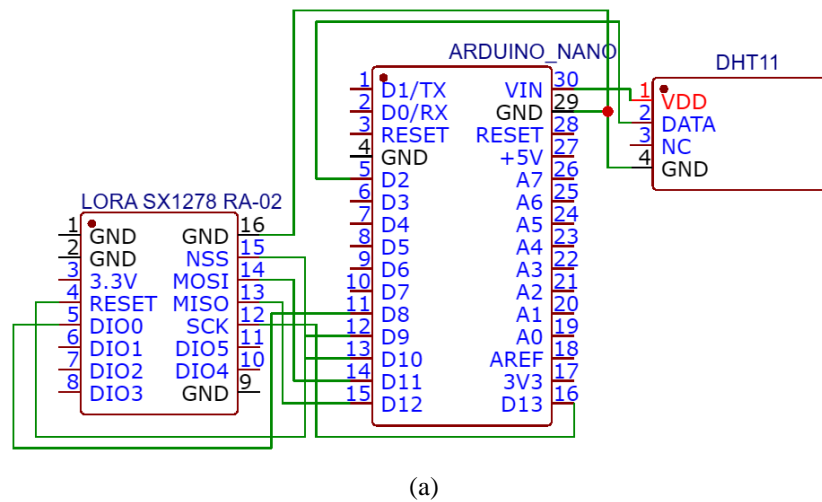 ARDUINO_NANO
1 D1/TX VIN 30
2 D0/RX GND 29
3 RESET RESET 28
4 GND +5V 27
5 D2 A7 26
6 D3 A6 25
7 D4 A5 24
8 D5 A4 23
9 D6 A3 22
10 D7 A2 21
11 D8 A1 20
12 D9 A0 19
13 D10 AREF 18
14 D11 3V3 17
15 D12 D13 16
DHT11
1 VDD
2 DATA
3 NC
4 GND
LORA SX1278 RA-02
1 GND GND 16
2 GND NSS 15
3 3.3V MOSI 14
4 RESET MISO 13
5 DIO0 SCK 12
6 DIO1 DIO5 11
7 DIO2 DIO4 10
8 DIO3 GND 9
(a)